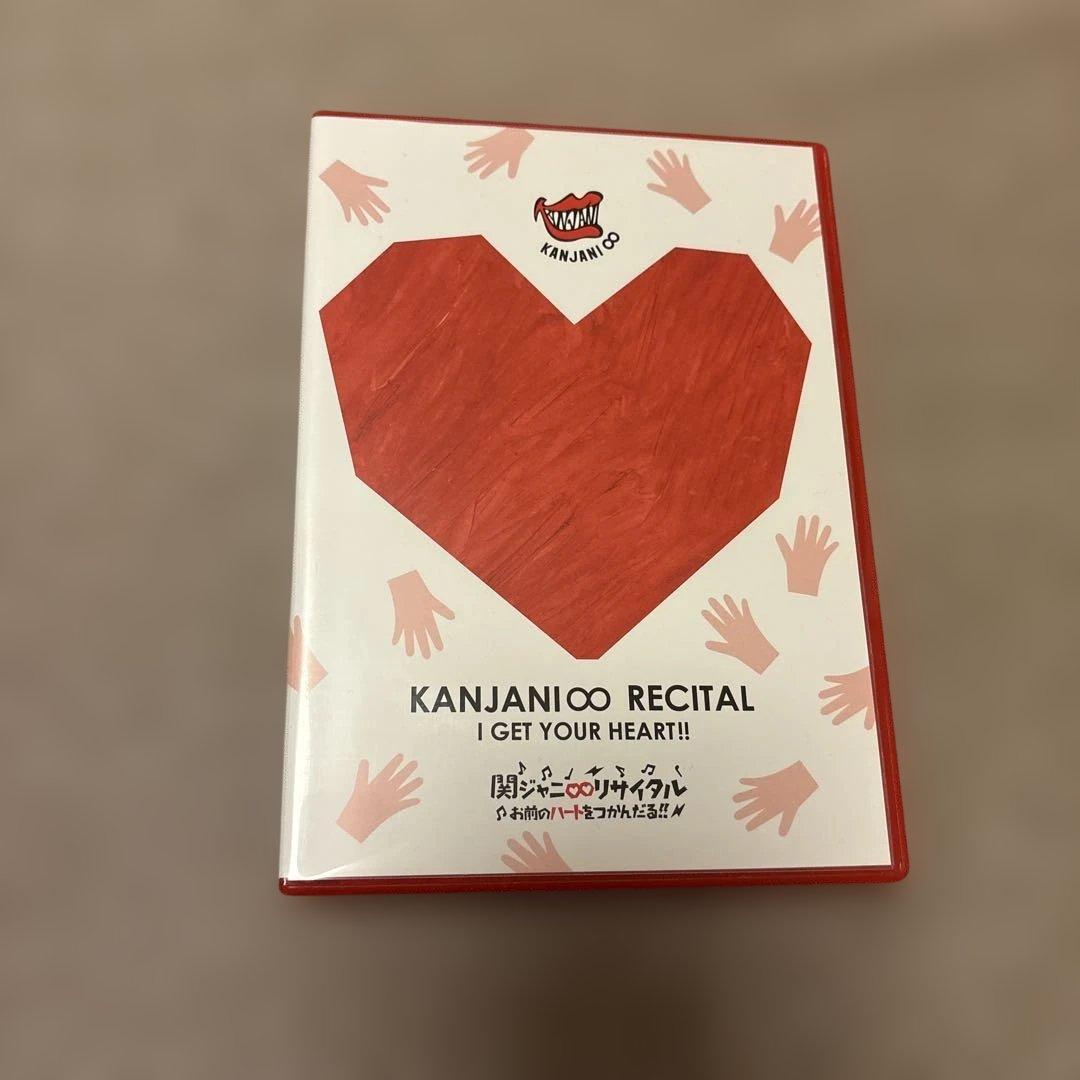 KANJANI
KANJANI∞
KANJANI∞ RECITAL
I GET YOUR HEART!!
関ジャニ∞リサイタル
お前のハートをつかんだる!!